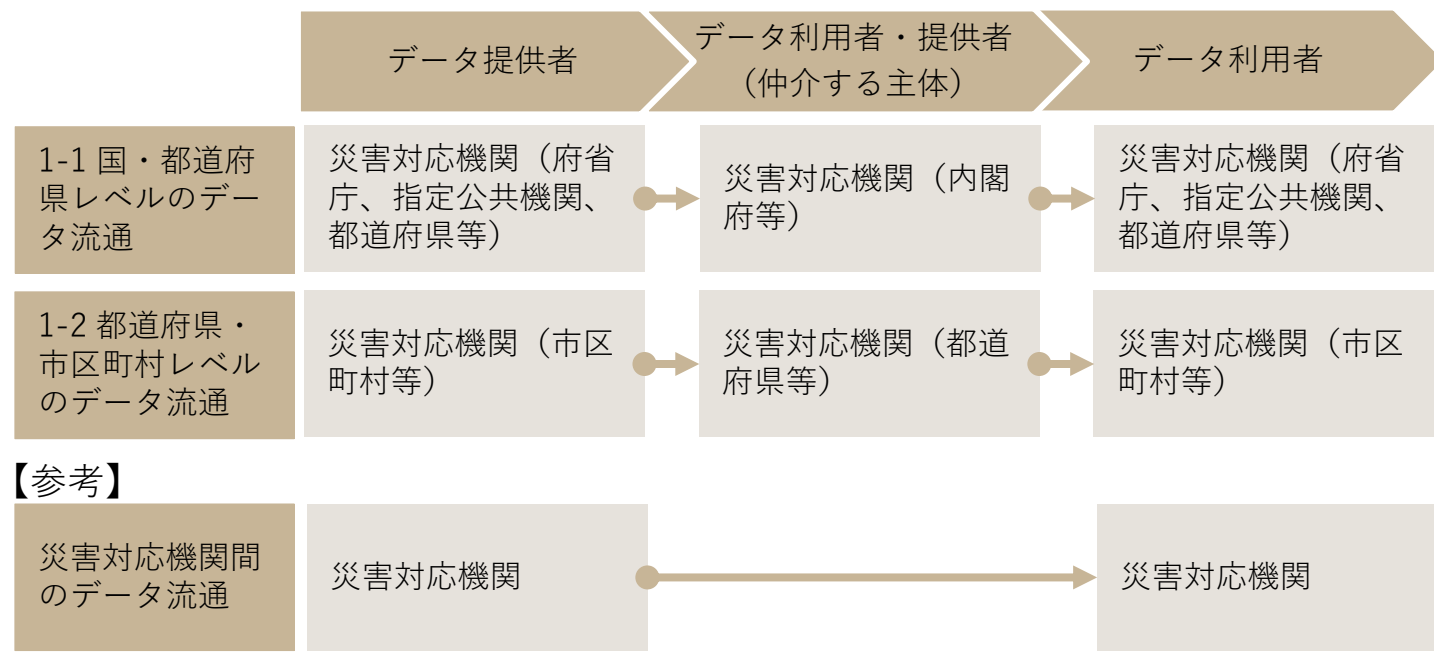 データ提供者
データ利用者・提供者
（仲介する主体）
データ利用者
1-1 国・都道府
県レベルのデー
タ流通
災害対応機関（府省
庁、指定公共機関、
都道府県等）
災害対応機関（内閣
府等）
災害対応機関（府省
庁、指定公共機関、
都道府県等）
1-2 都道府県・
市区町村レベル
のデータ流通
災害対応機関（市区
町村等）
災害対応機関（都道
府県等）
災害対応機関（市区
町村等）
【参考】
災害対応機関間
のデータ流通
災害対応機関
災害対応機関